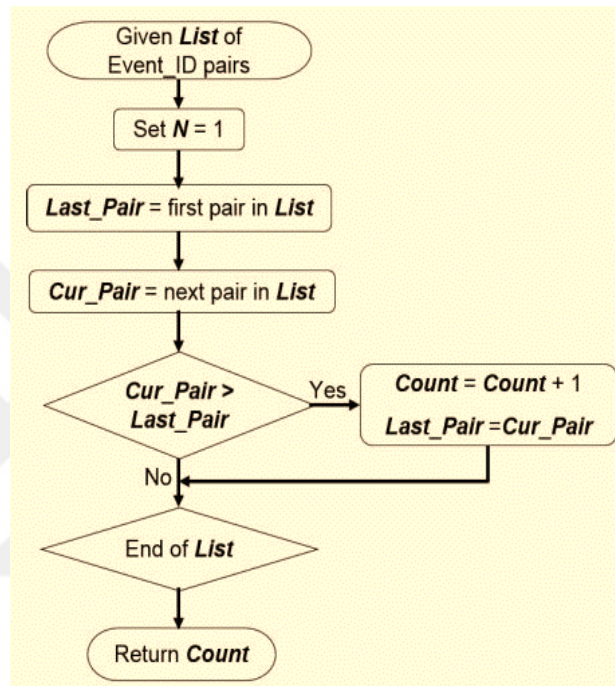 Given List of
Event_ID pairs
Set N = 1
Last_Pair = first pair in List
Cur_Pair = next pair in List
Cur_Pair >
Last_Pair
Yes
Count = Count + 1
Last_Pair =Cur_Pair
No
End of List
Return Count